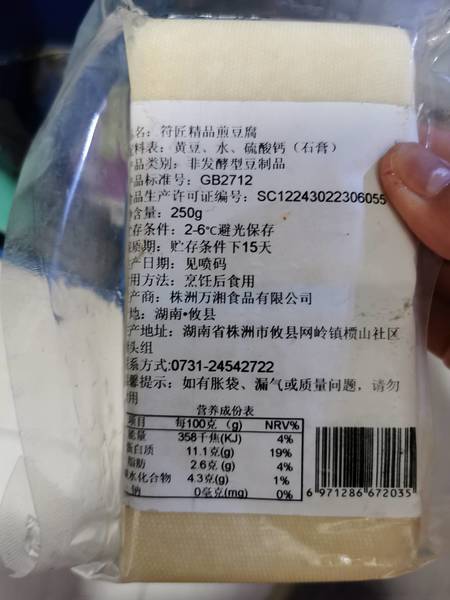 名：符匠精品煎豆腐
料表：黄豆、水、硫酸钙（石膏）
品类别：非发酵型豆制品
品标准号：GB2712
品生产许可证编号：SC12243022306055
净含量：250g
贮存条件：2-6℃避光保存
质期：贮存条件下15天
产日期：见喷码
用方法：烹饪后食用
产商：株洲万湘食品有限公司
地：湖南•攸县
产地址：湖南省株洲市攸县网岭镇槚山社区
头组
系方式:0731-24542722
馨提示：如有胀袋、漏气或质量问题，请勿
用
营养成份表
项目 每100克（g） NRV%
能量 358千焦(KJ) 4%
蛋白质 11.1克(g) 19%
脂肪 2.6克(g) 4%
水化合物 4.3克(g) 1%
钠 0毫克(mg) 0%
6 971286 672035